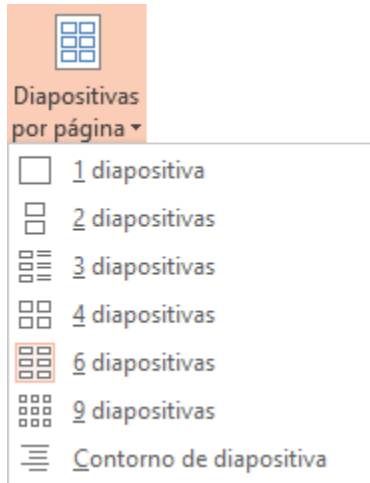 Diapositivas
por página
1 diapositiva
2 diapositivas
3 diapositivas
4 diapositivas
6 diapositivas
9 diapositivas
Contorno de diapositiva